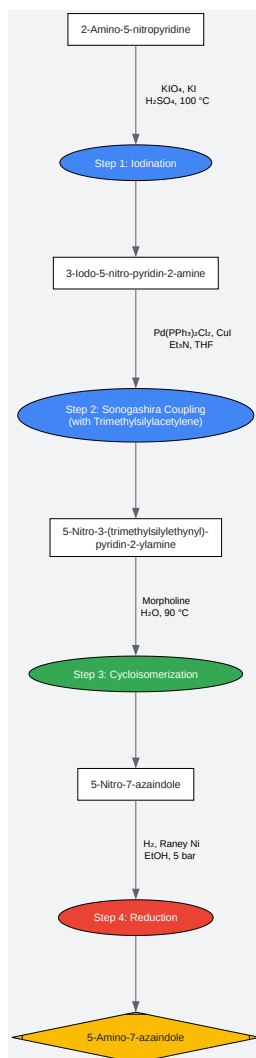 2-Amino-5-nitropyridine
KIO₄, KI
H₂SO₄, 100 °C
Step 1: Iodination
3-Iodo-5-nitro-pyridin-2-amine
Pd(PPh₃)₂Cl₂, CuI
Et₃N, THF
Step 2: Sonogashira Coupling
(with Trimethylsilylacetylene)
5-Nitro-3-(trimethylsilylethynyl)-
pyridin-2-ylamine
Morpholine
H₂O, 90 °C
Step 3: Cycloisomerization
5-Nitro-7-azaindole
H₂, Raney Ni
EtOH, 5 bar
Step 4: Reduction
5-Amino-7-azaindole